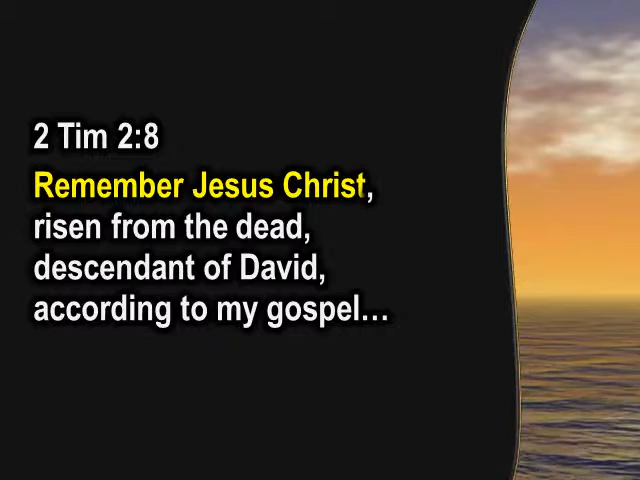 2 Tim 2:8
Remember Jesus Christ,
risen from the dead,
descendant of David,
according to my gospel…